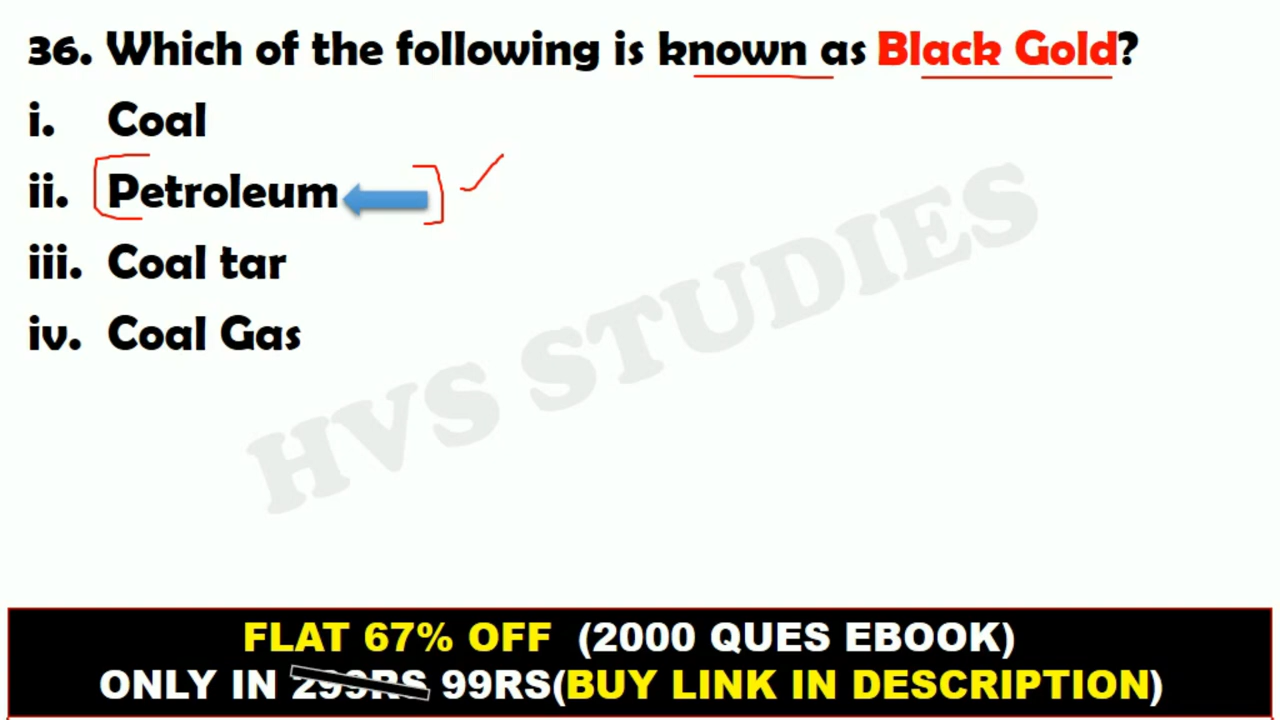 36. Which of the following is known as Black Gold?
i. Coal
ii. Petroleum
iii. Coal tar
iv. Coal Gas
HVS STUDIES
FLAT 67% OFF (2000 QUES EBOOK)
ONLY IN 299RS 99RS(BUY LINK IN DESCRIPTION)